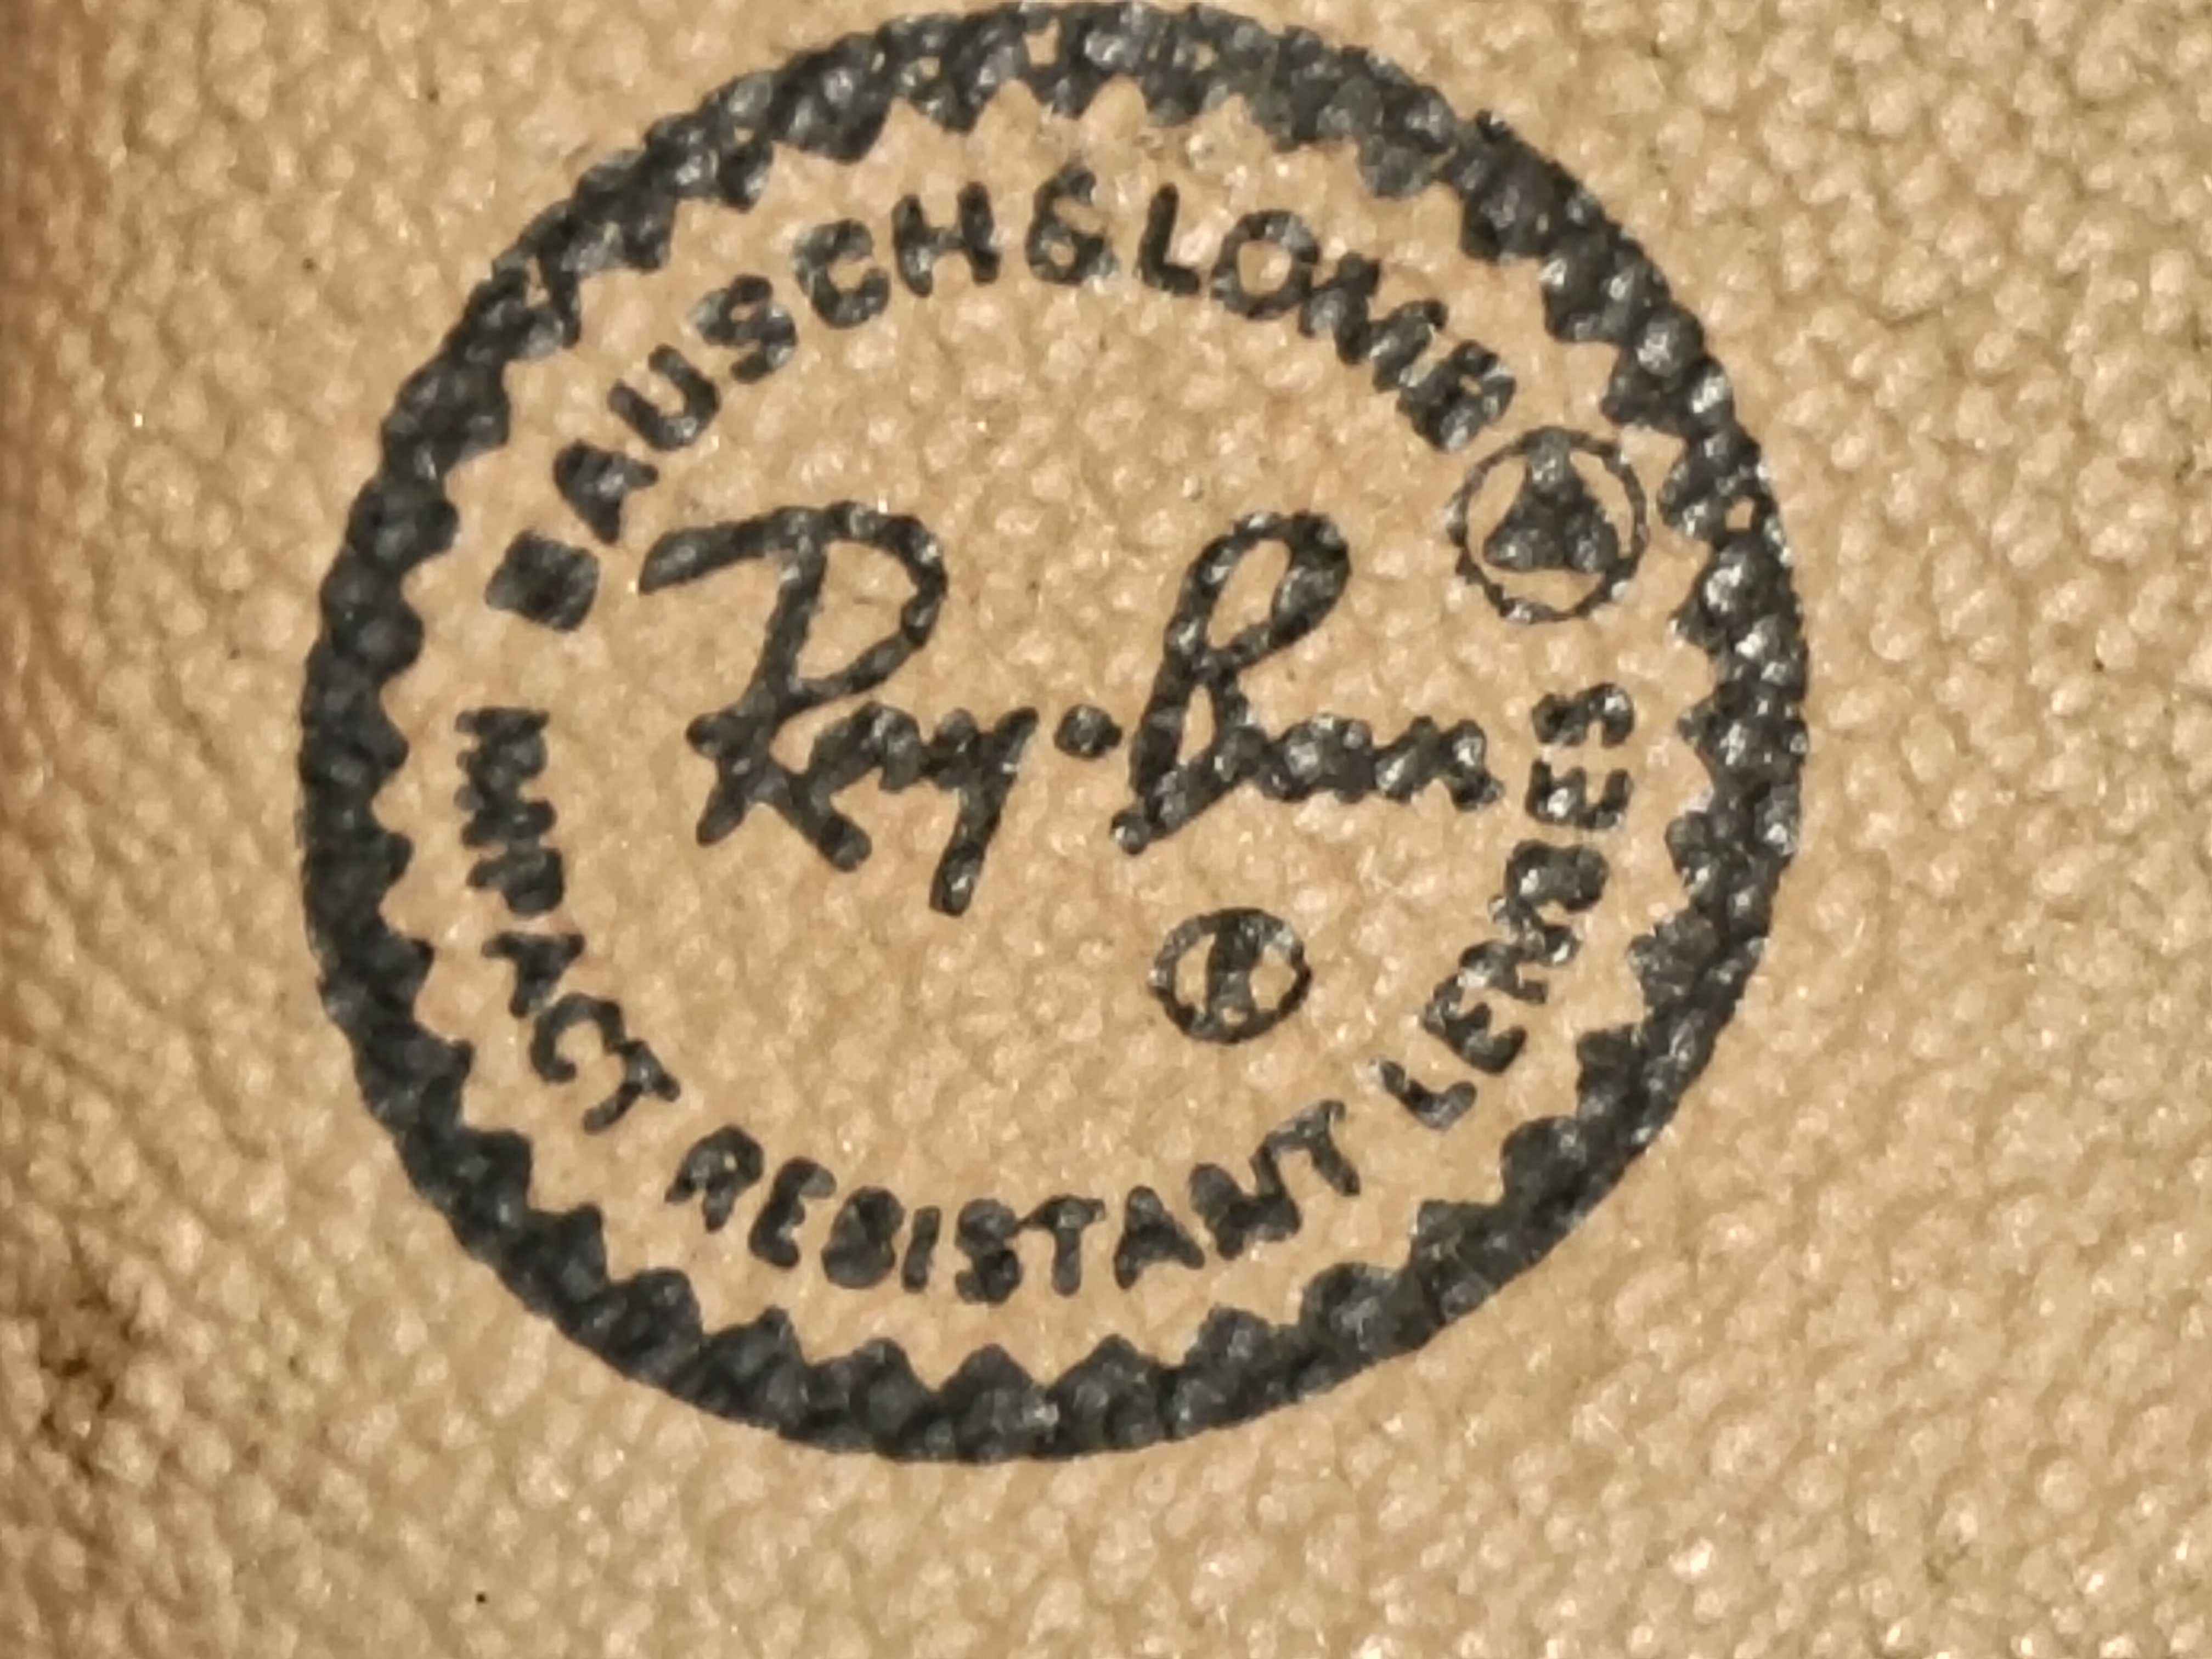 BAUSCH & LOMB
Ray-Ban
®
IMPACT RESISTANT LENSES